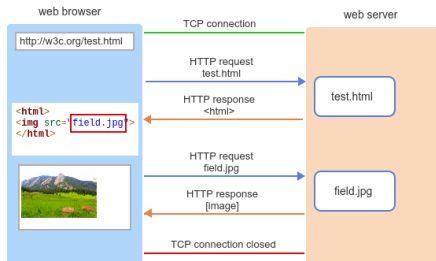 web browser
TCP connection
web server
http://w3c.org/test.html
HTTP request
test.html
test.html
HTTP response
<html>
<html>
<img src="field.jpg">
</html>
HTTP request
field.jpg
field.jpg
HTTP response
[image]
TCP connection closed